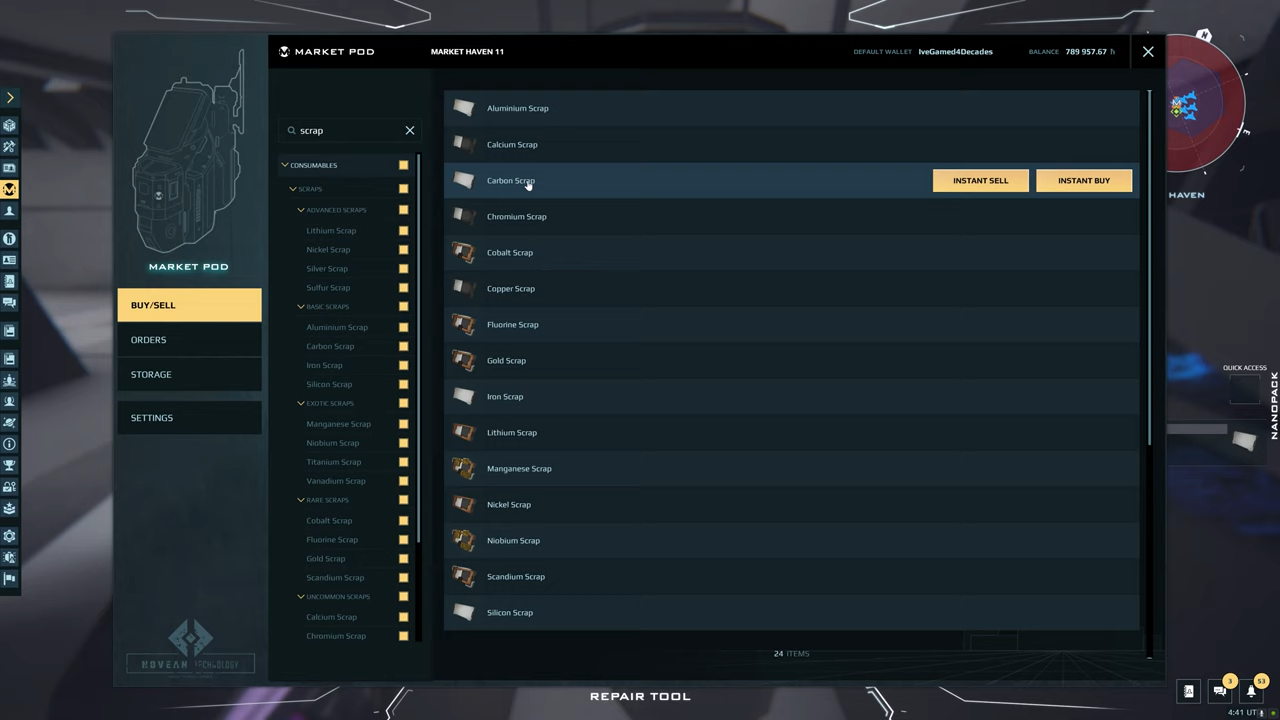 MARKET POD
MARKET HAVEN 11
DEFAULT WALLET IveGamed4Decades
BALANCE 789 957.67 ħ
N
HAVEN
MARKET POD
BUY/SELL
ORDERS
STORAGE
SETTINGS
NOVEAN TECHNOLOGY
scrap
CONSUMABLES
SCRAPS
ADVANCED SCRAPS
Lithium Scrap
Nickel Scrap
Silver Scrap
Sulfur Scrap
BASIC SCRAPS
Aluminium Scrap
Carbon Scrap
Iron Scrap
Silicon Scrap
EXOTIC SCRAPS
Manganese Scrap
Niobium Scrap
Titanium Scrap
Vanadium Scrap
RARE SCRAPS
Cobalt Scrap
Fluorine Scrap
Gold Scrap
Scandium Scrap
UNCOMMON SCRAPS
Calcium Scrap
Chromium Scrap
Aluminium Scrap
Calcium Scrap
Carbon Scrap INSTANT SELL INSTANT BUY
Chromium Scrap
Cobalt Scrap
Copper Scrap
Fluorine Scrap
Gold Scrap
Iron Scrap
Lithium Scrap
Manganese Scrap
Nickel Scrap
Niobium Scrap
Scandium Scrap
Silicon Scrap
24 ITEMS
QUICK ACCESS
NANOPACK
REPAIR TOOL
3
53
4:41 UT